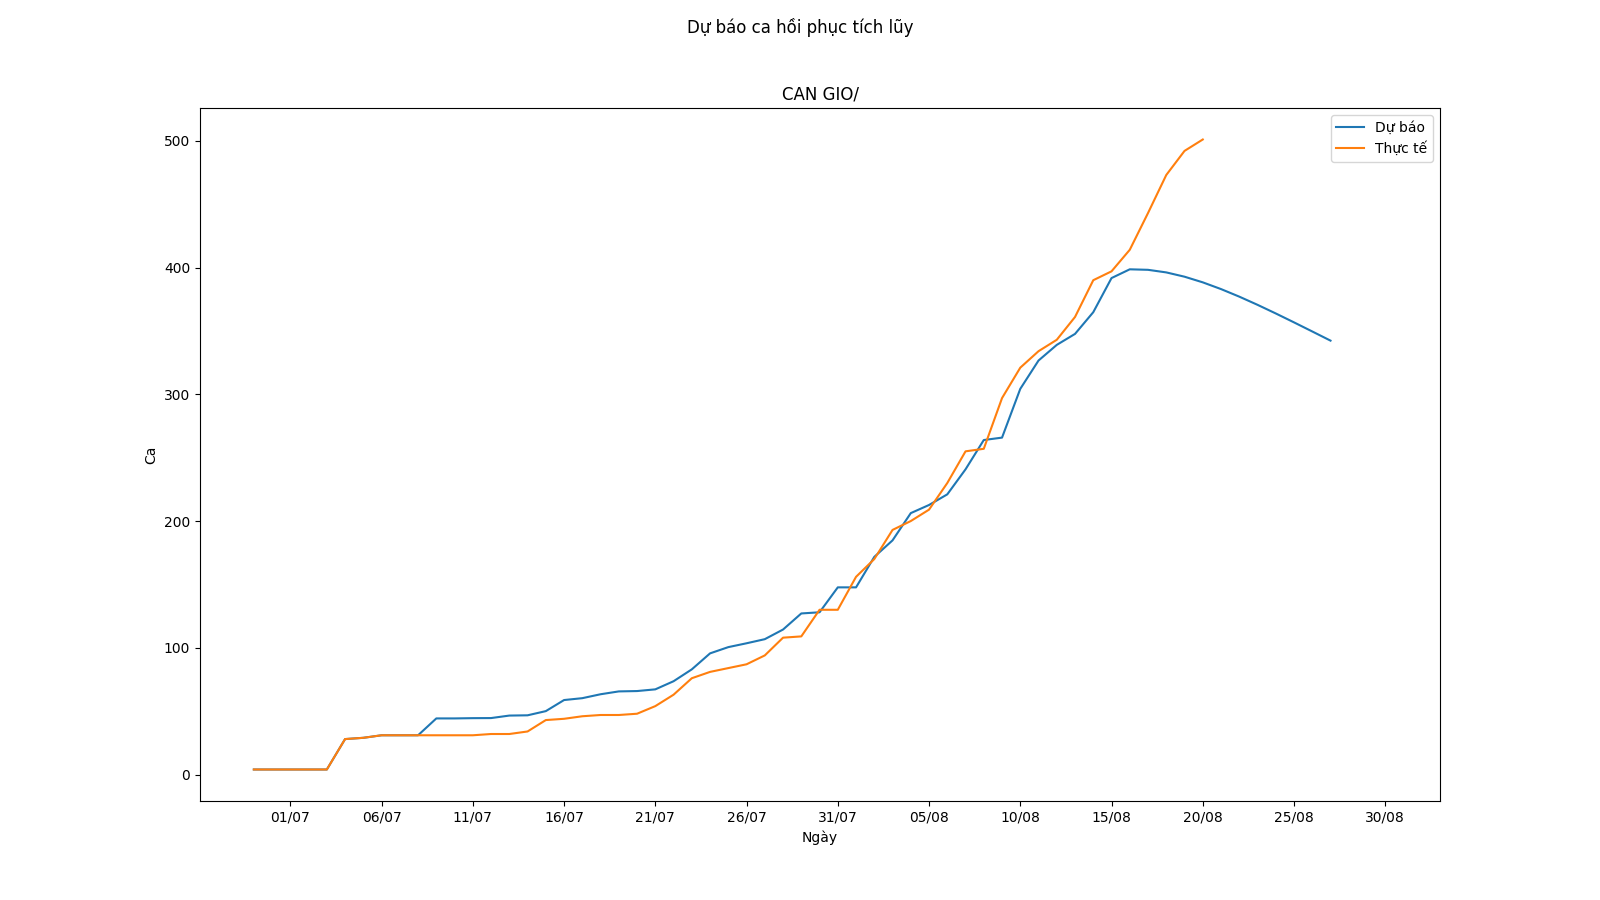 Dự báo ca hồi phục tích lũy
CAN GIO/
Dự báo
Thực tế
500
400
300
200
100
0
Ca
01/07 06/07 11/07 16/07 21/07 26/07 31/07 05/08 10/08 15/08 20/08 25/08 30/08
Ngày